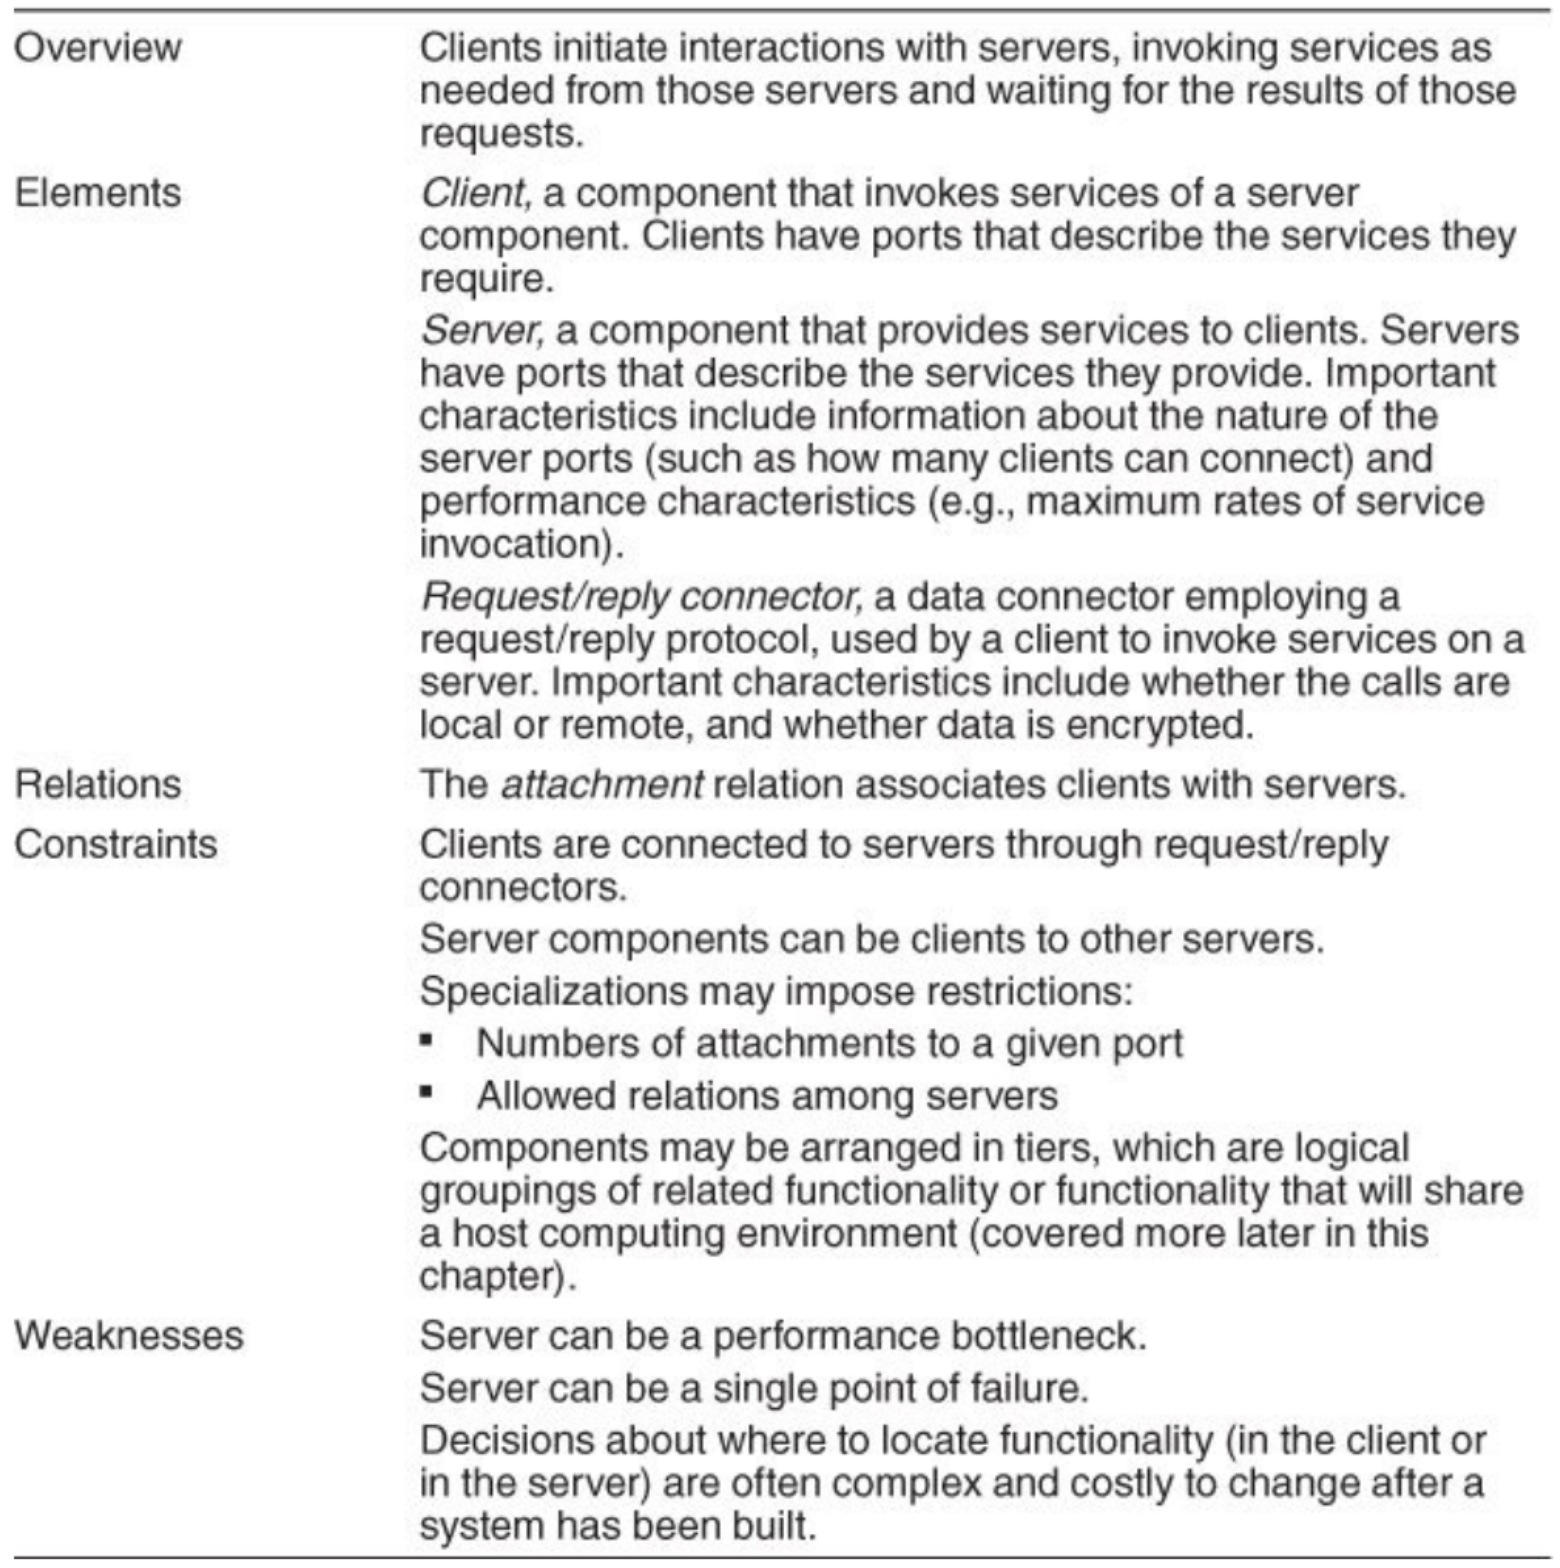 Overview
Clients initiate interactions with servers, invoking services as
needed from those servers and waiting for the results of those
requests.
Elements
Client, a component that invokes services of a server
component. Clients have ports that describe the services they
require.
Server, a component that provides services to clients. Servers
have ports that describe the services they provide. Important
characteristics include information about the nature of the
server ports (such as how many clients can connect) and
performance characteristics (e.g., maximum rates of service
invocation).
Request/reply connector, a data connector employing a
request/reply protocol, used by a client to invoke services on a
server. Important characteristics include whether the calls are
local or remote, and whether data is encrypted.
Relations
The attachment relation associates clients with servers.
Constraints
Clients are connected to servers through request/reply
connectors.
Server components can be clients to other servers.
Specializations may impose restrictions:
▪ Numbers of attachments to a given port
▪ Allowed relations among servers
Components may be arranged in tiers, which are logical
groupings of related functionality or functionality that will share
a host computing environment (covered more later in this
chapter).
Weaknesses
Server can be a performance bottleneck.
Server can be a single point of failure.
Decisions about where to locate functionality (in the client or
in the server) are often complex and costly to change after a
system has been built.